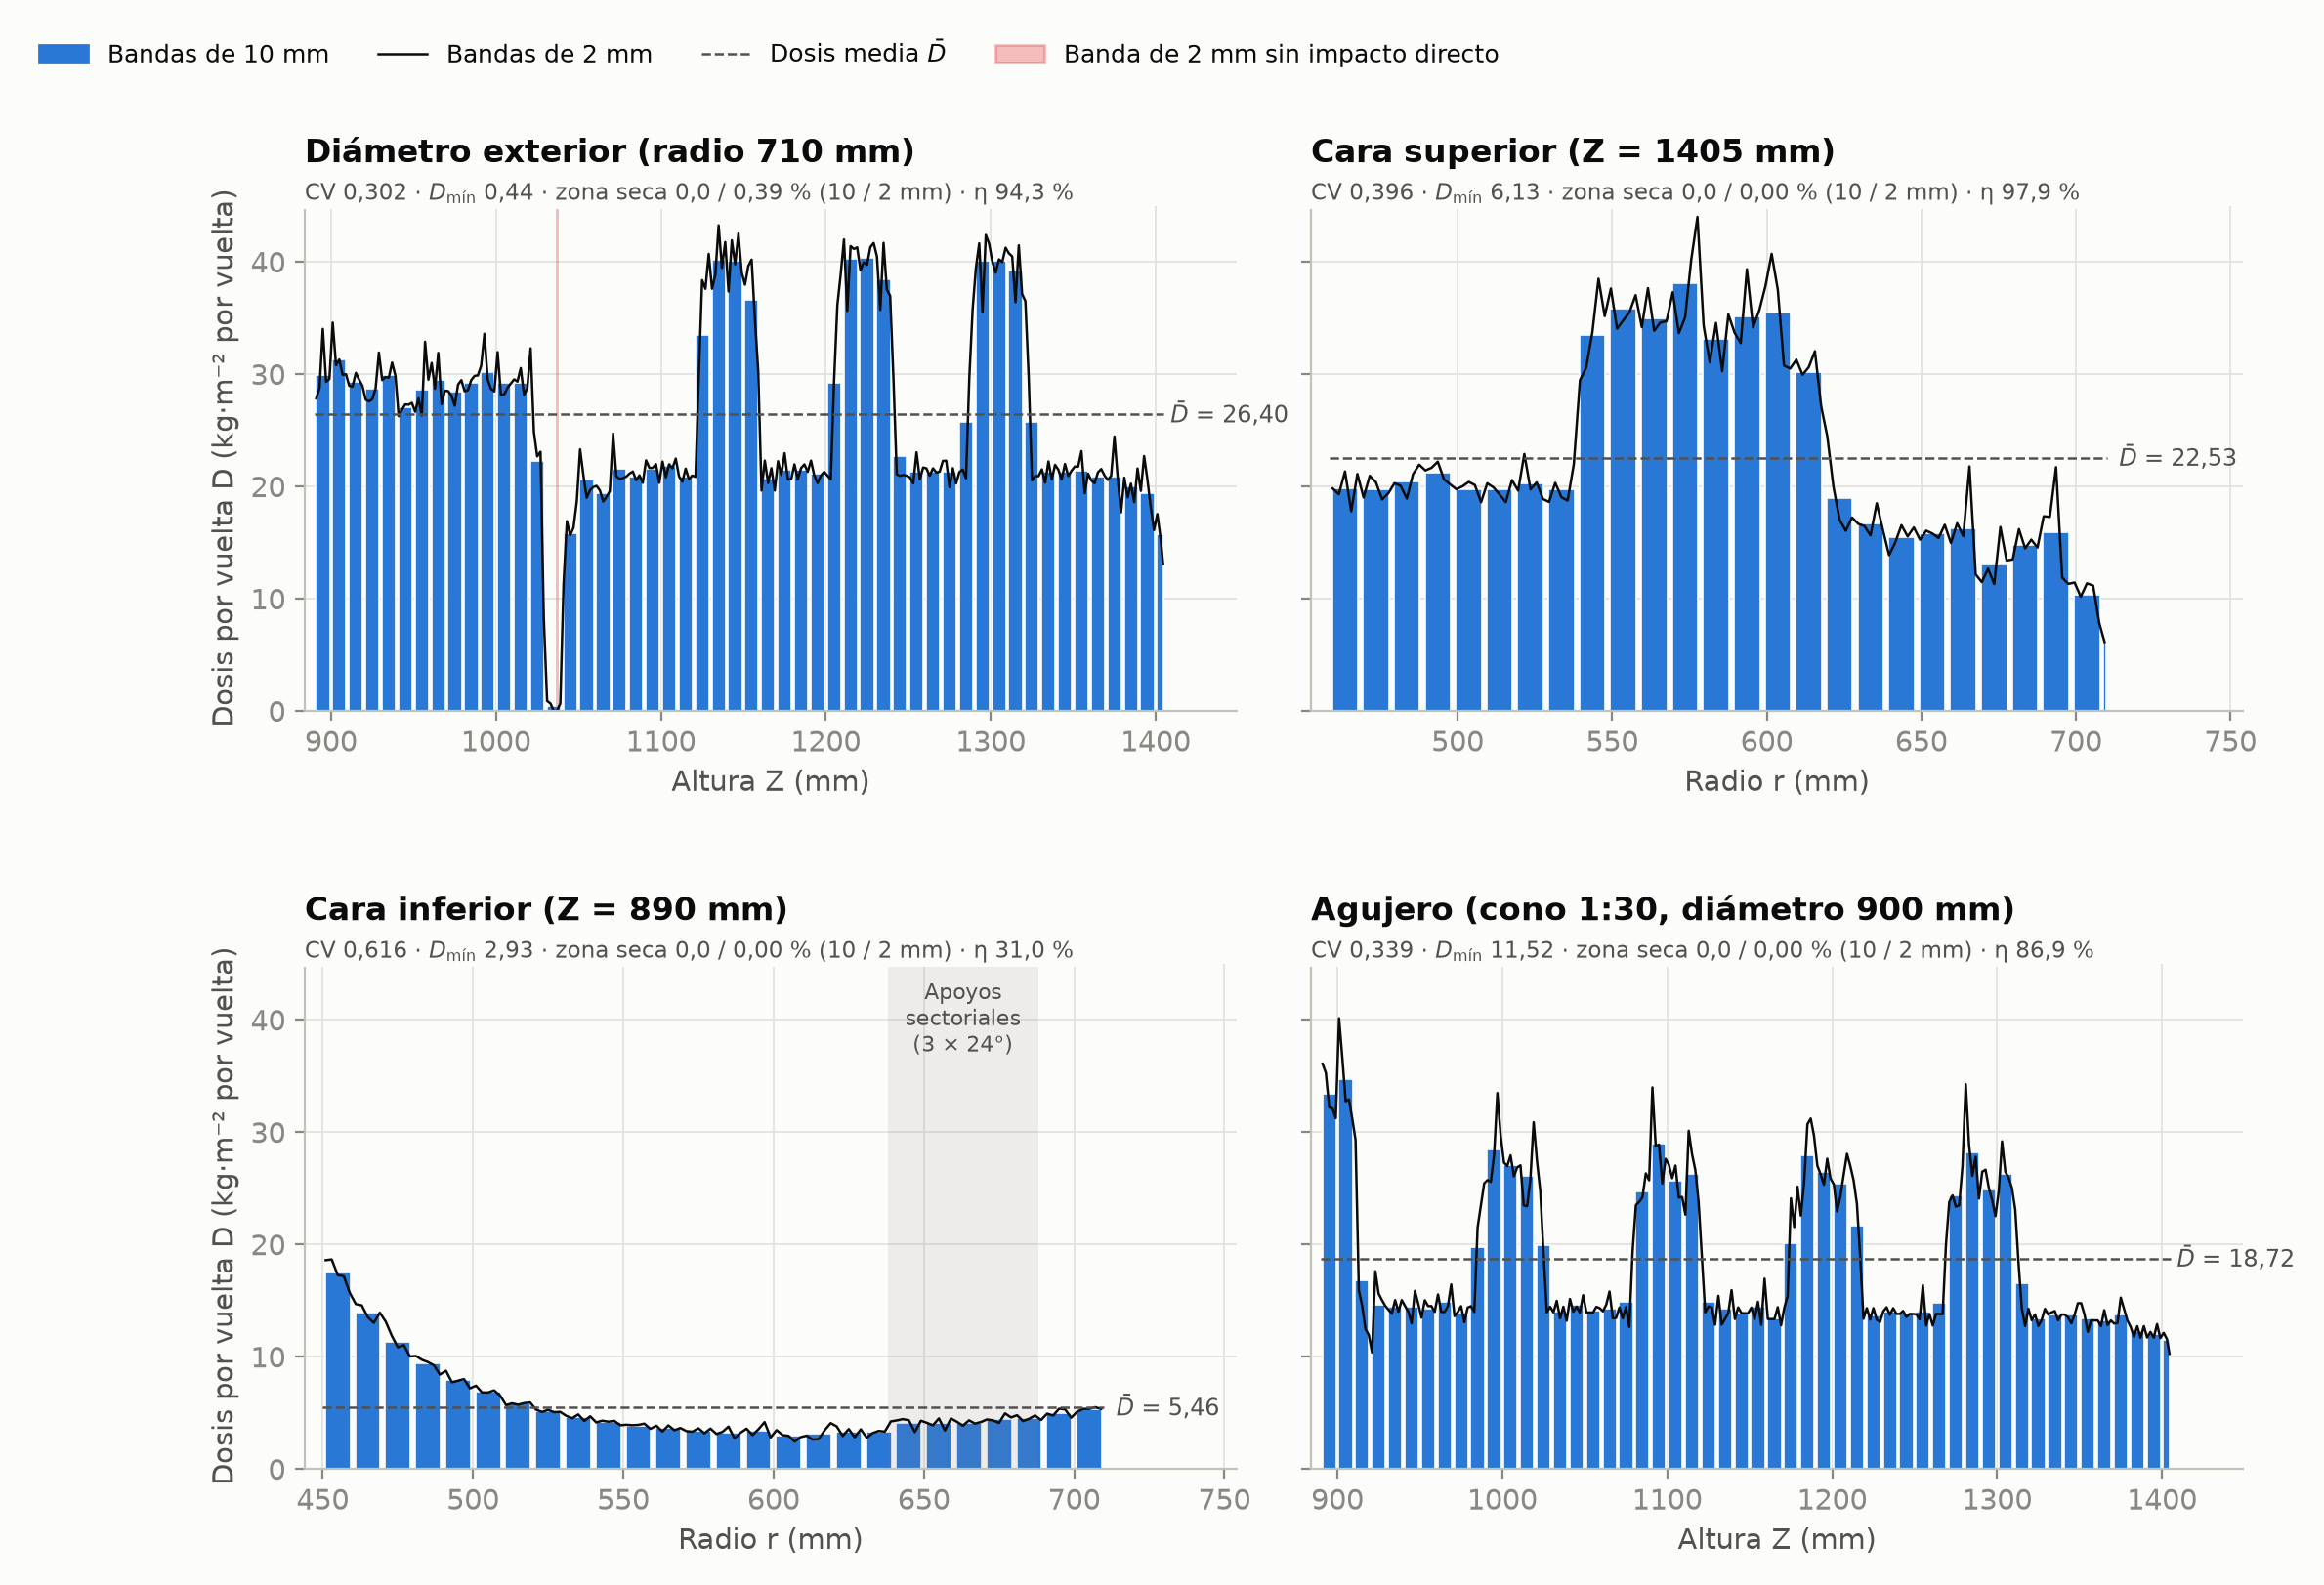 Bandas de 10 mm
Bandas de 2 mm
Dosis media D̄
Banda de 2 mm sin impacto directo
Diámetro exterior (radio 710 mm)
CV 0,302 · Dmín 0,44 · zona seca 0,0 / 0,39 % (10 / 2 mm) · η 94,3 %
Dosis por vuelta D (kg·m⁻² por vuelta)
40
30
20
10
0
D̄ = 26,40
900 1000 1100 1200 1300 1400
Altura Z (mm)
Cara superior (Z = 1405 mm)
CV 0,396 · Dmín 6,13 · zona seca 0,0 / 0,00 % (10 / 2 mm) · η 97,9 %
D̄ = 22,53
500 550 600 650 700 750
Radio r (mm)
Cara inferior (Z = 890 mm)
CV 0,616 · Dmín 2,93 · zona seca 0,0 / 0,00 % (10 / 2 mm) · η 31,0 %
Dosis por vuelta D (kg·m⁻² por vuelta)
40
30
20
10
0
Apoyos
sectoriales
(3 × 24°)
D̄ = 5,46
450 500 550 600 650 700 750
Radio r (mm)
Agujero (cono 1:30, diámetro 900 mm)
CV 0,339 · Dmín 11,52 · zona seca 0,0 / 0,00 % (10 / 2 mm) · η 86,9 %
D̄ = 18,72
900 1000 1100 1200 1300 1400
Altura Z (mm)